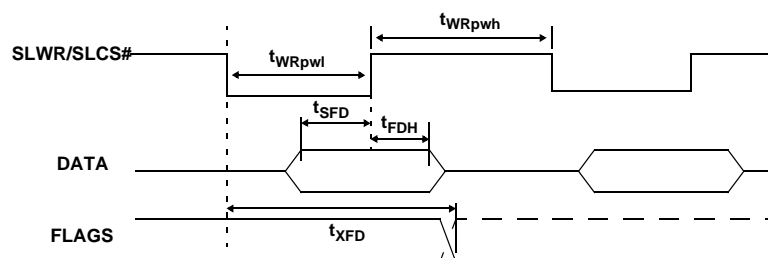 SLWR/SLCS#
tWRpwl
tWRpwh
tSFD
tFDH
DATA
FLAGS
tXFD